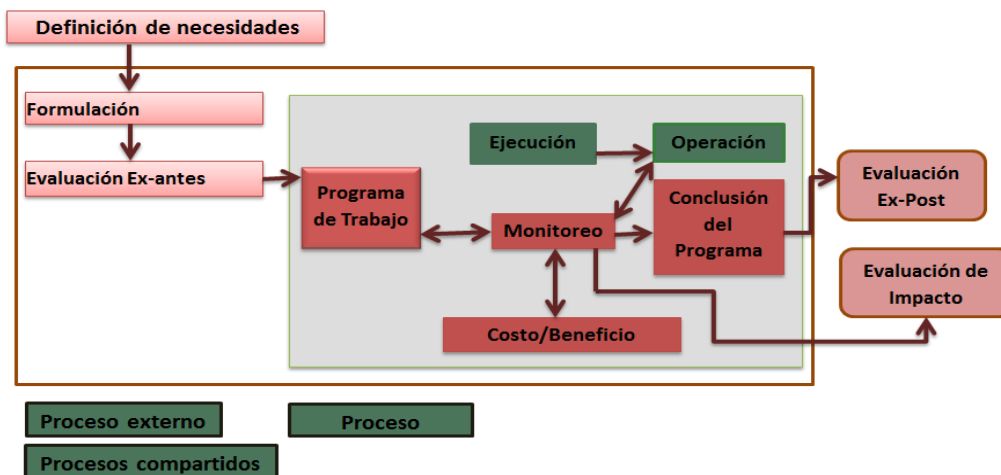 Definición de necesidades
Formulación
Evaluación Ex-antes
Programa
de Trabajo
Ejecución
Operación
Monitoreo
Conclusión
del
Programa
Costo/Beneficio
Evaluación
Ex-Post
Evaluación de
Impacto
Proceso externo
Proceso
Procesos compartidos